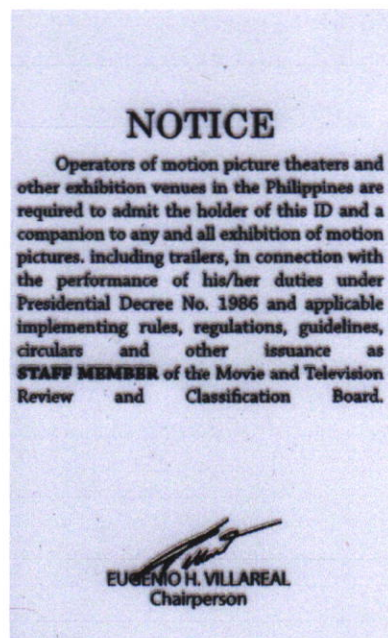 NOTICE
Operators of motion picture theaters and
other exhibition venues in the Philippines are
required to admit the holder of this ID and a
companion to any and all exhibition of motion
pictures. including trailers, in connection with
the performance of his/her duties under
Presidential Decree No. 1986 and applicable
implementing rules, regulations, guidelines,
circulars and other issuance as
STAFF MEMBER of the Movie and Television
Review and Classification Board.
EUGENIO H. VILLAREAL
Chairperson